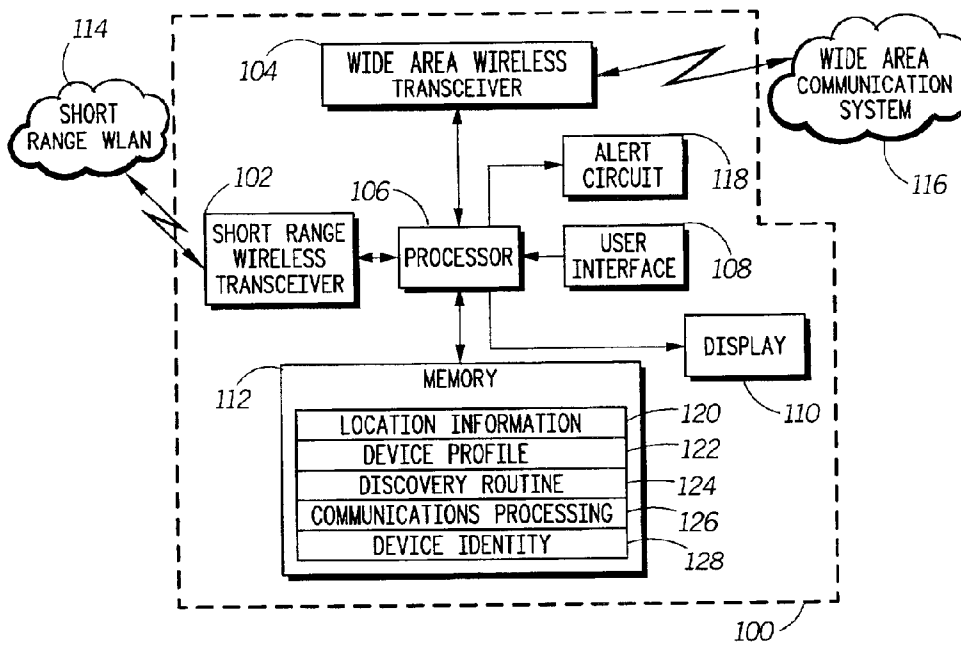 114
SHORT
RANGE WLAN
104
WIDE AREA WIRELESS
TRANSCEIVER
WIDE AREA
COMMUNICATION
SYSTEM
116
ALERT
CIRCUIT
118
102
SHORT RANGE
WIRELESS
TRANSCEIVER
106
PROCESSOR
USER
INTERFACE
108
DISPLAY
110
112
MEMORY
LOCATION INFORMATION
120
DEVICE PROFILE
122
DISCOVERY ROUTINE
124
COMMUNICATIONS PROCESSING
126
DEVICE IDENTITY
128
100